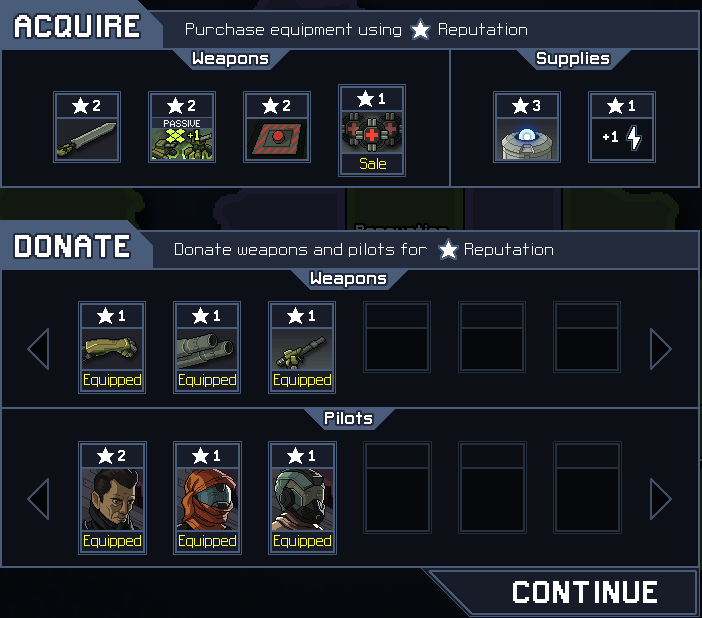 ACQUIRE
Purchase equipment using Reputation
Weapons
Supplies
2
2
2
1
3
1
PASSIVE
+1
+1
Sale
DONATE
Donate weapons and pilots for Reputation
Weapons
1
1
1
Equipped
Equipped
Equipped
Pilots
2
1
1
Equipped
Equipped
Equipped
CONTINUE